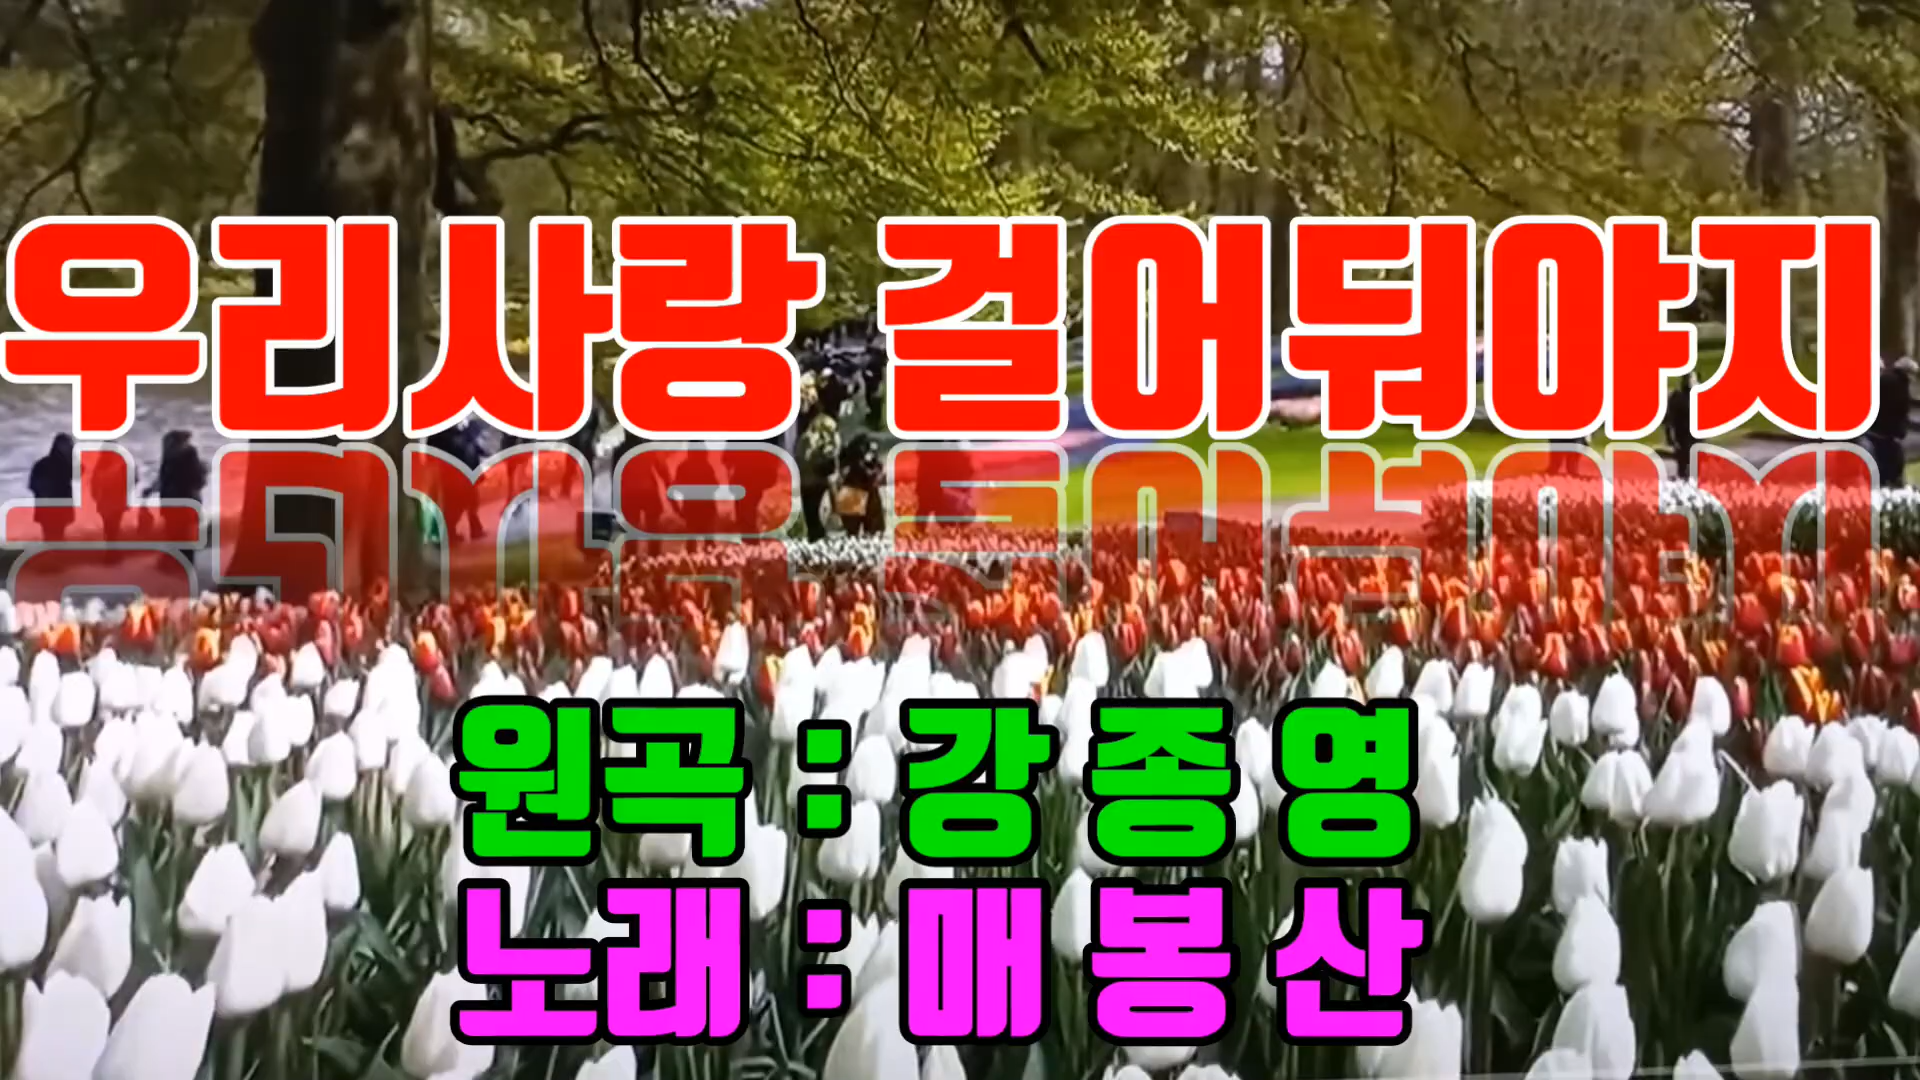 우리사랑 걸어둬야지
원곡 : 강종영
노래 : 매봉산